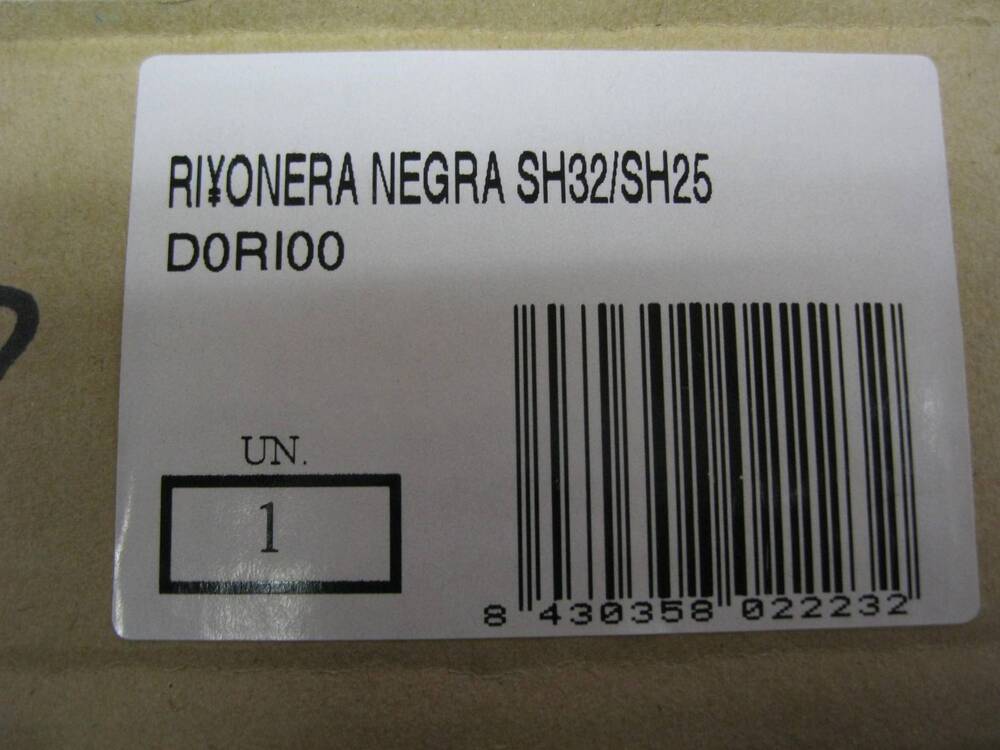 RI¥ONERA NEGRA SH32/SH25
D0RI00
UN.
1
8 430358 022232